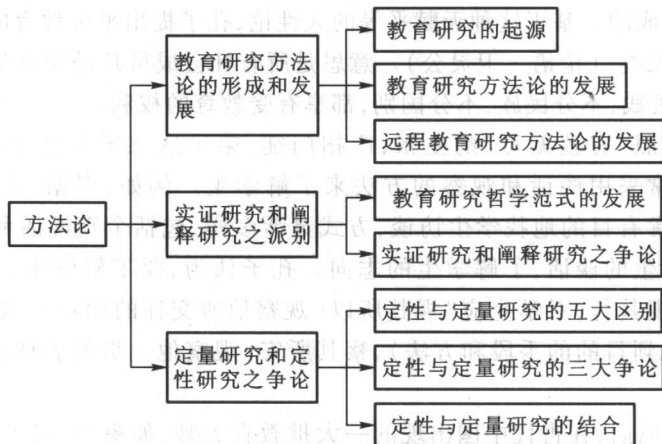 方法论
教育研究方法
论的形成和发
展
教育研究的起源
教育研究方法论的发展
远程教育研究方法论的发展
实证研究和阐
释研究之派别
教育研究哲学范式的发展
实证研究和阐释研究之争论
定量研究和定
性研究之争论
定性与定量研究的五大区别
定性与定量研究的三大争论
定性与定量研究的结合